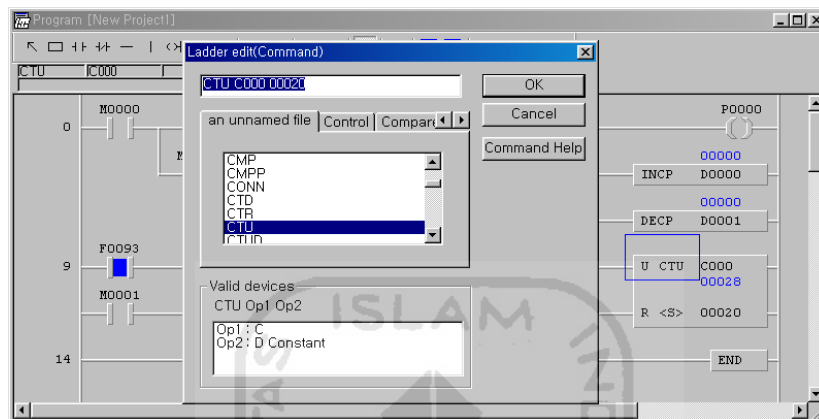 Program [New Project1]
CTU C000
Ladder edit(Command)
CTU C000 00020
OK
Cancel
Command Help
an unnamed file Control Compare
CMP
CMPP
CONN
CTD
CTR
CTU
CTUD
Valid devices
CTU Op1 Op2
Op1 : C
Op2 : D Constant
M0000 P0000
0
00000
INCP D0000
00000
DECP D0001
F0093
9 U CTU C000
00028
M0001
R <S> 00020
14 END
ISLAM